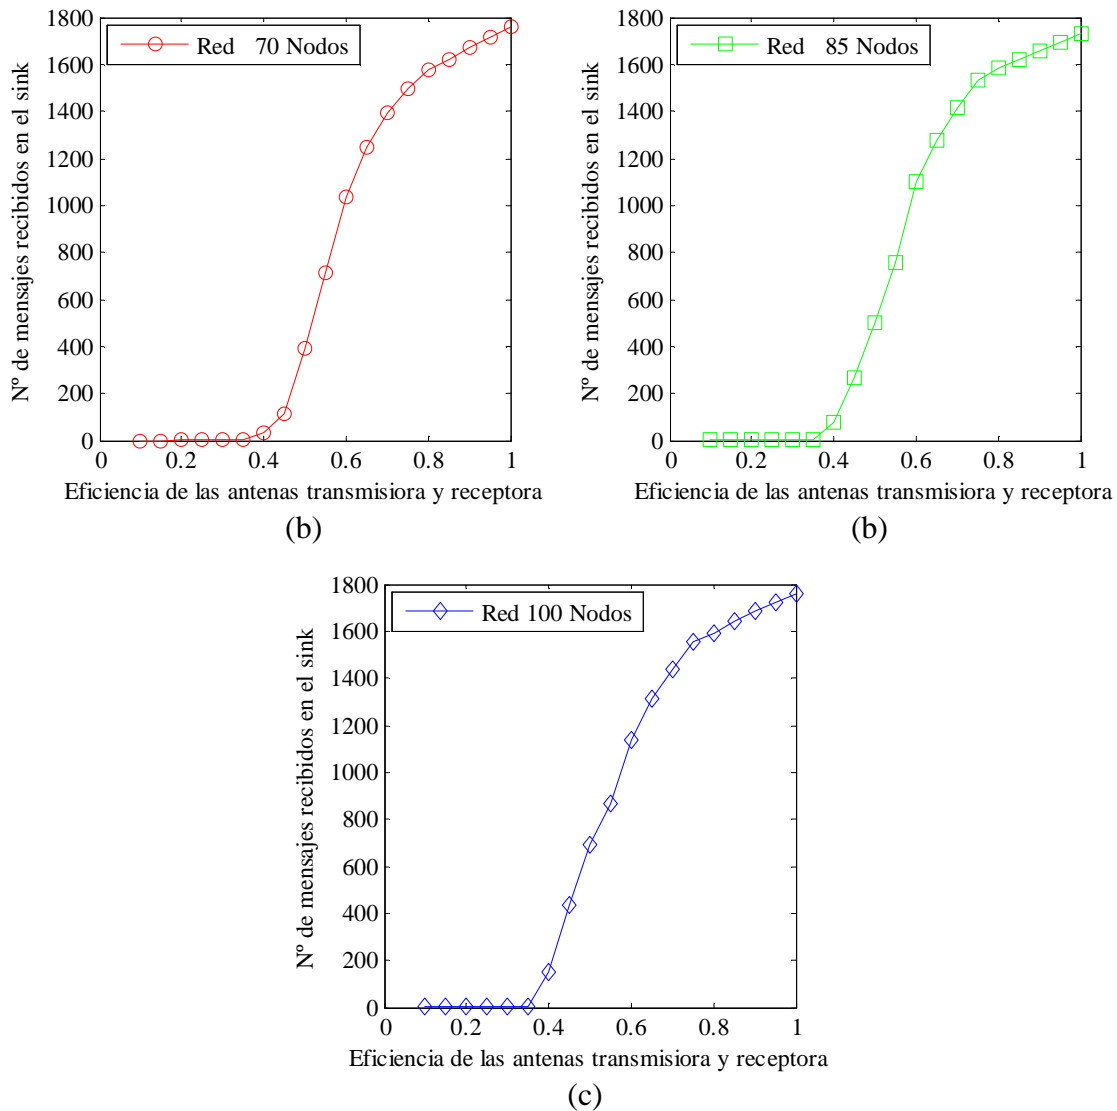 1800
1600
1400
1200
1000
800
600
400
200
0
Nº de mensajes recibidos en el sink
Red 70 Nodos
0 0.2 0.4 0.6 0.8 1
Eficiencia de las antenas transmisiora y receptora
(b)
1800
1600
1400
1200
1000
800
600
400
200
0
Nº de mensajes recibidos en el sink
Red 85 Nodos
0 0.2 0.4 0.6 0.8 1
Eficiencia de las antenas transmisiora y receptora
(b)
1800
1600
1400
1200
1000
800
600
400
200
0
Nº de mensajes recibidos en el sink
Red 100 Nodos
0 0.2 0.4 0.6 0.8 1
Eficiencia de las antenas transmisiora y receptora
(c)